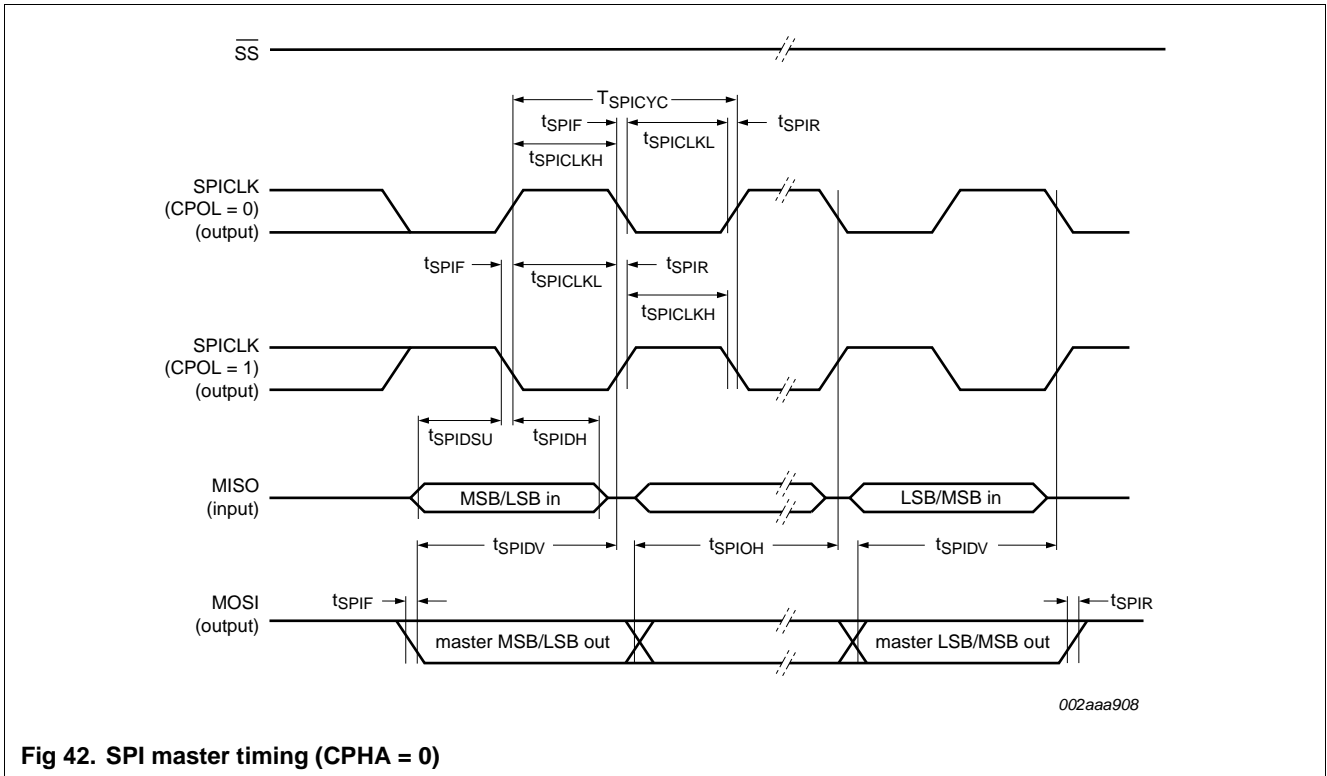 SS
TSPICYC
tSPIF
tSPICLKL
tSPIR
tSPICLKH
SPICLK
(CPOL = 0)
(output)
tSPIF
tSPICLKL
tSPIR
tSPICLKH
SPICLK
(CPOL = 1)
(output)
tSPIDSU
tSPIDH
MISO
(input)
MSB/LSB in
LSB/MSB in
tSPIDV
tSPIOH
tSPIDV
MOSI
(output)
tSPIF
tSPIR
master MSB/LSB out
master LSB/MSB out
002aaa908
Fig 42. SPI master timing (CPHA = 0)